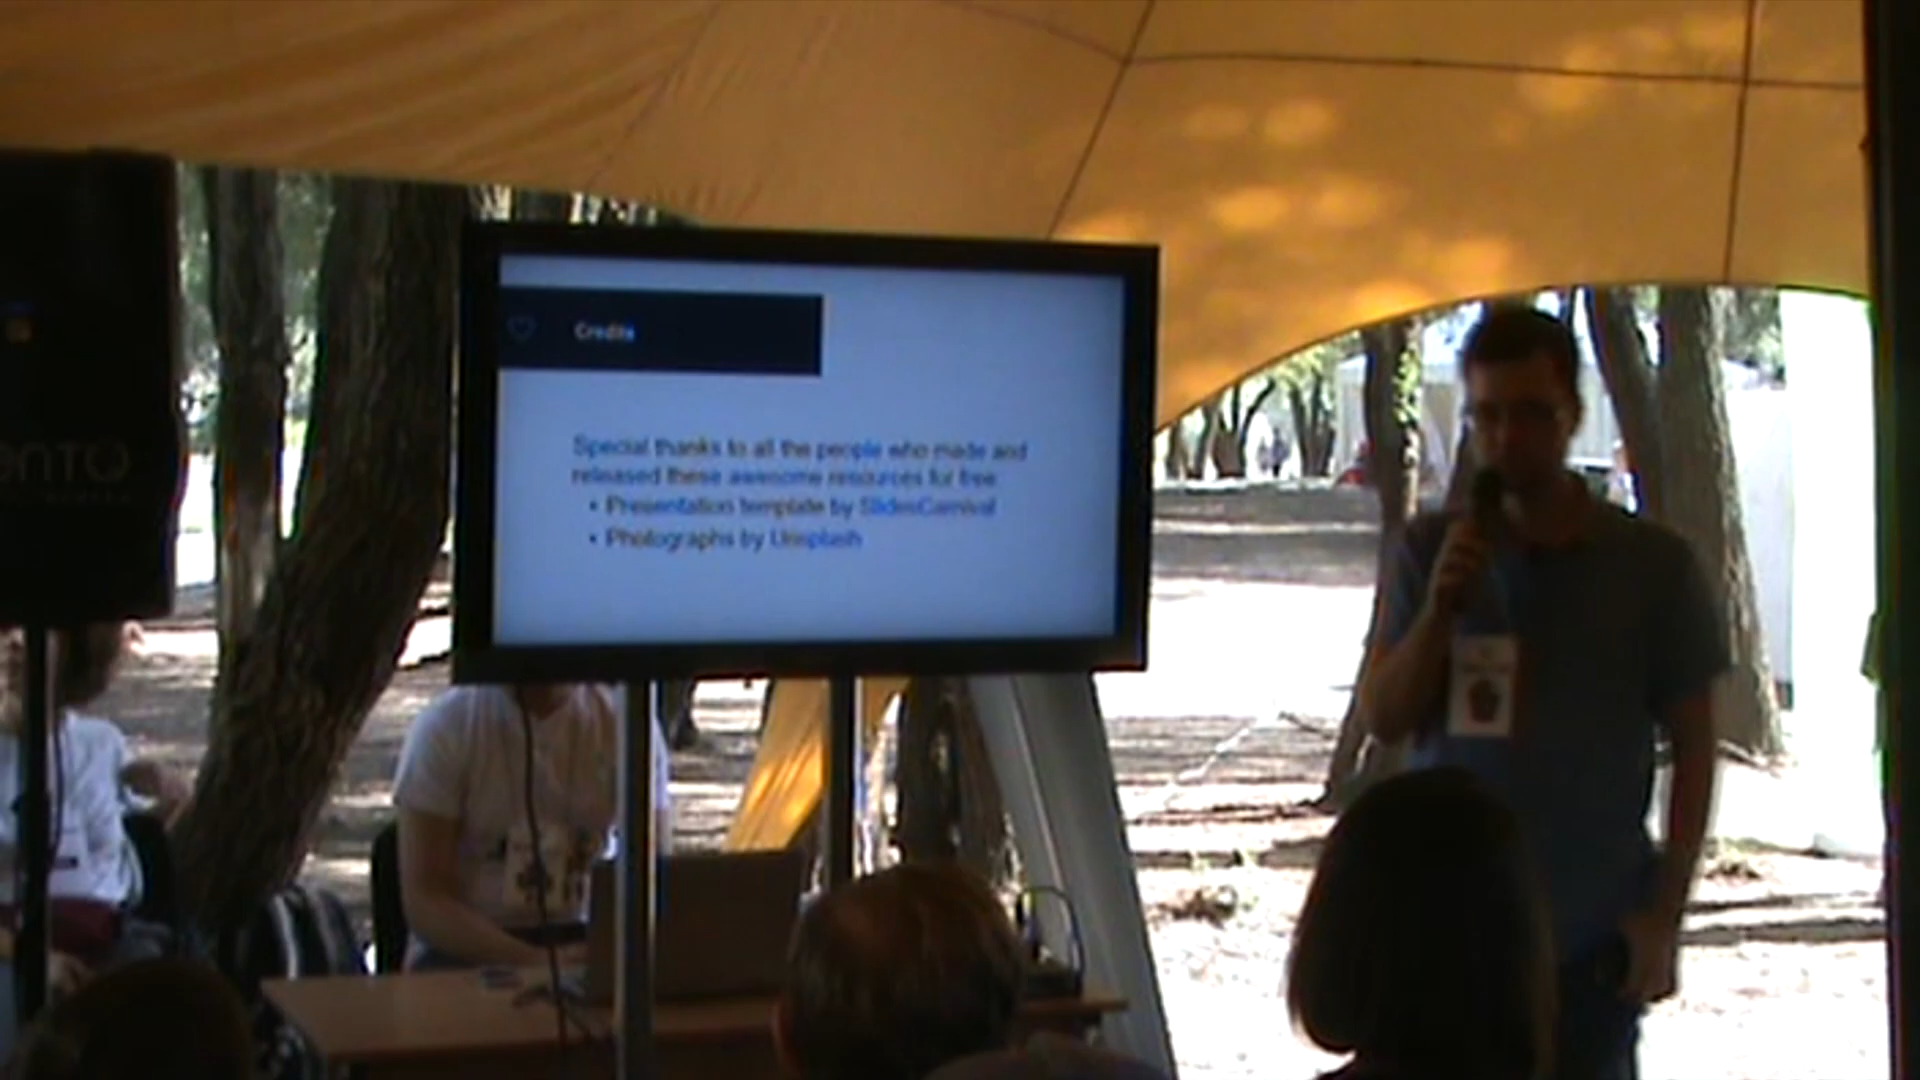 Credits
Special thanks to all the people who made and
released these awesome resources for free
• Presentation template by SlidesCarnival
• Photographs by Unsplash